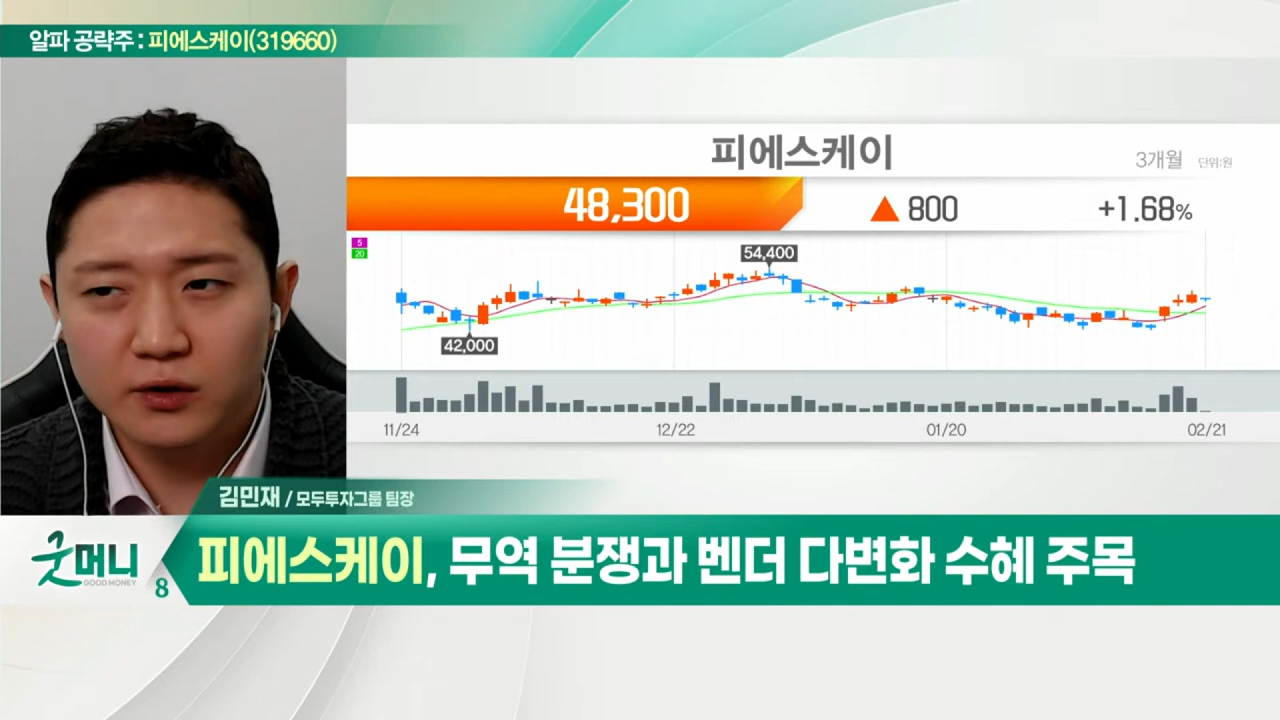 알파 공략주 : 피에스케이(319660)
피에스케이
3개월 단위:원
48,300 ▲ 800 +1.68%
5
20
54,400
42,000
11/24 12/22 01/20 02/21
김민재 / 모두투자그룹 팀장
굿머니 8
GOOD MONEY
피에스케이, 무역 분쟁과 벤더 다변화 수혜 주목